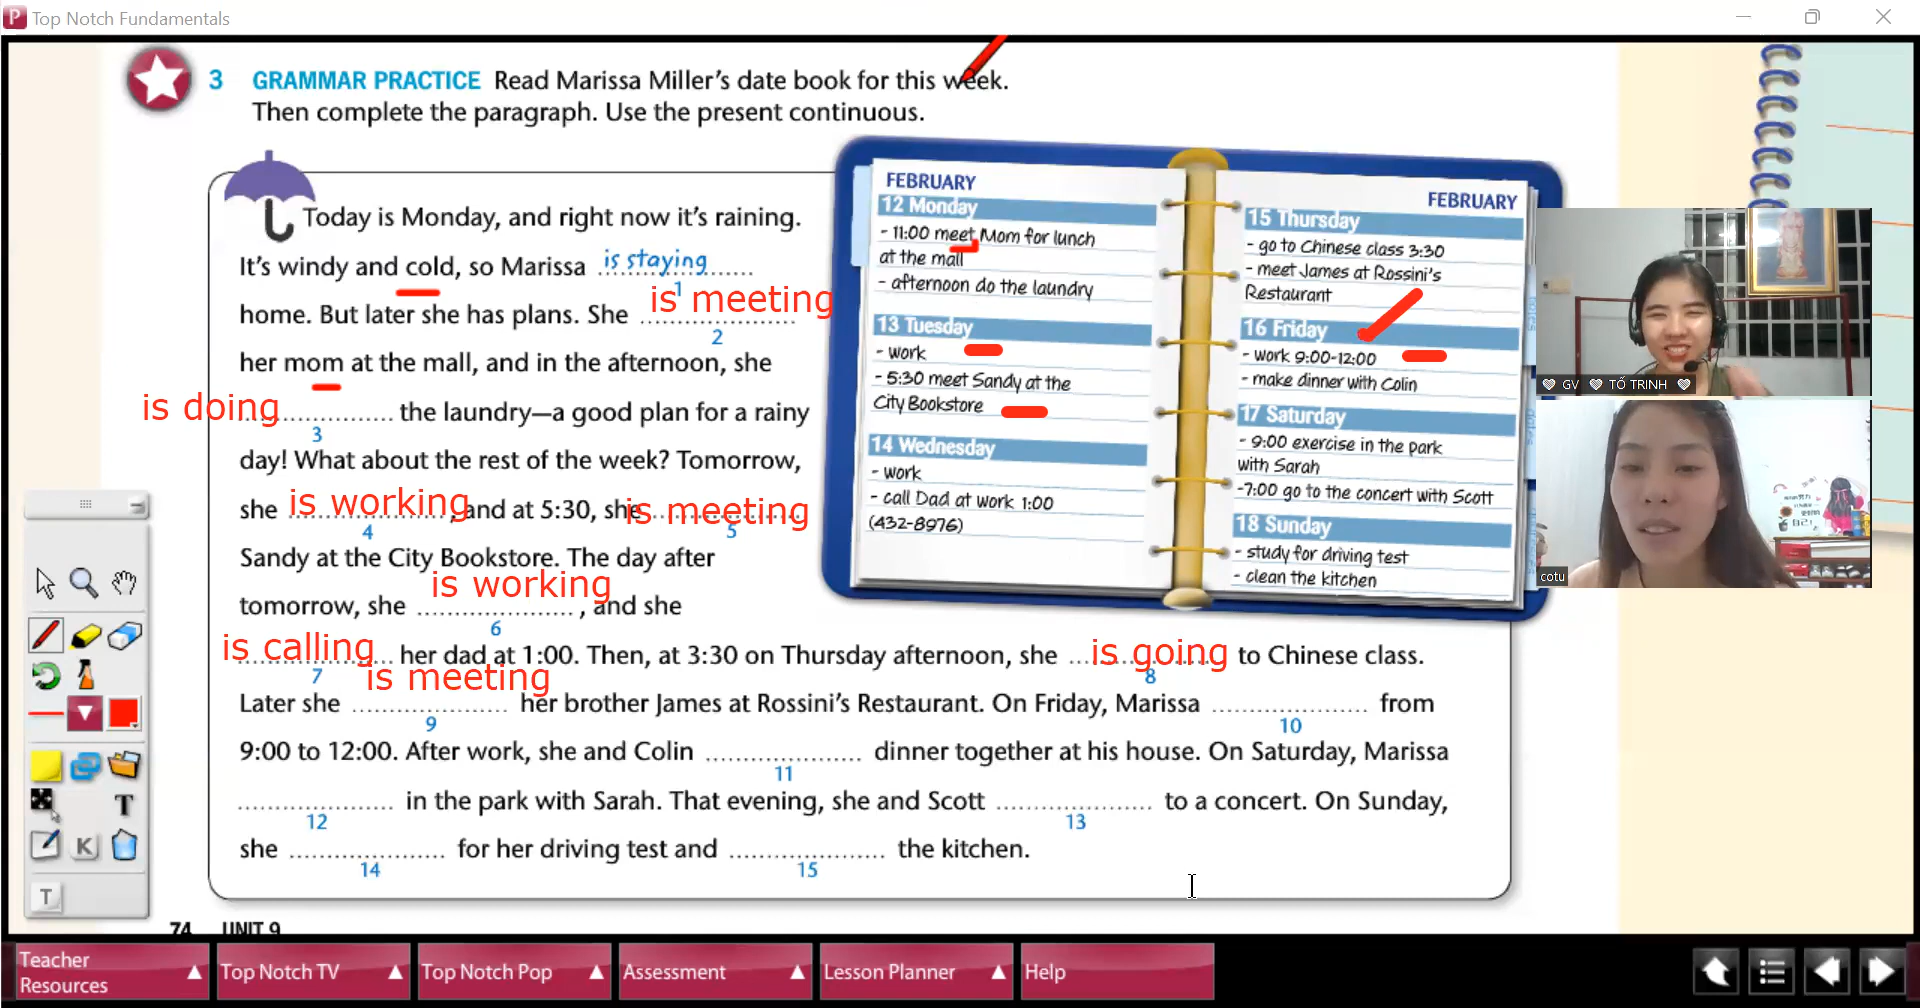 Top Notch Fundamentals
3 GRAMMAR PRACTICE Read Marissa Miller's date book for this week.
Then complete the paragraph. Use the present continuous.
Today is Monday, and right now it's raining.
It's windy and cold, so Marissa is staying
1
home. But later she has plans. She is meeting
2
her mom at the mall, and in the afternoon, she
is doing the laundry—a good plan for a rainy
3
day! What about the rest of the week? Tomorrow,
she is working, and at 5:30, she is meeting
4 5
Sandy at the City Bookstore. The day after
tomorrow, she is working, and she
6
is calling her dad at 1:00. Then, at 3:30 on Thursday afternoon, she is going to Chinese class.
7 8
Later she is meeting her brother James at Rossini's Restaurant. On Friday, Marissa ..................... from
9 10
9:00 to 12:00. After work, she and Colin ..................... dinner together at his house. On Saturday, Marissa
11
..................... in the park with Sarah. That evening, she and Scott ..................... to a concert. On Sunday,
12 13
she ..................... for her driving test and ..................... the kitchen.
14 15
FEBRUARY
12 Monday
- 11:00 meet Mom for lunch
at the mall
- afternoon do the laundry
13 Tuesday
- work
- 5:30 meet Sandy at the
City Bookstore
14 Wednesday
- work
- call Dad at work 1:00
(432-8976)
FEBRUARY
15 Thursday
- go to Chinese class 3:30
- meet James at Rossini's
Restaurant
16 Friday
- work 9:00-12:00
- make dinner with Colin
17 Saturday
- 9:00 exercise in the park
with Sarah
-7:00 go to the concert with Scott
18 Sunday
- study for driving test
- clean the kitchen
GV TỐ TRINH
cotu
T
K
T
74 UNIT 9
Teacher
Resources
Top Notch TV
Top Notch Pop
Assessment
Lesson Planner
Help